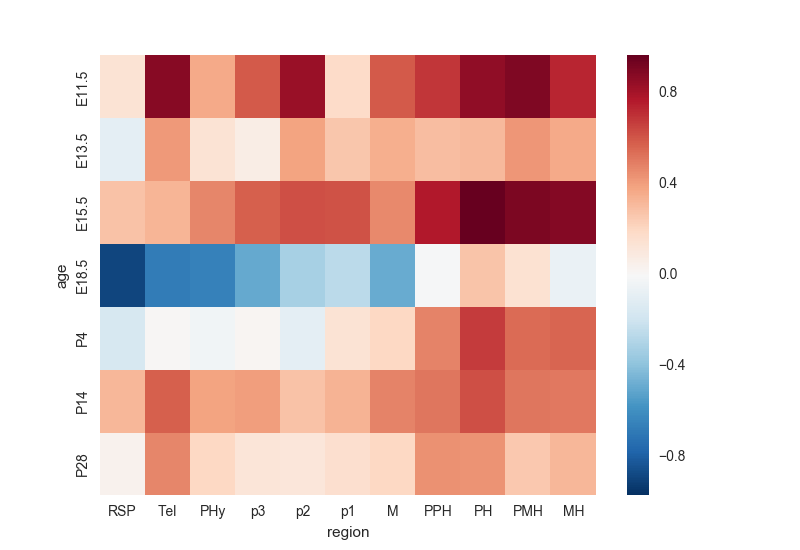 age
E11.5
E13.5
E15.5
E18.5
P4
P14
P28
RSP Tel PHy p3 p2 p1 M PPH PH PMH MH
region
0.8
0.4
0.0
−0.4
−0.8